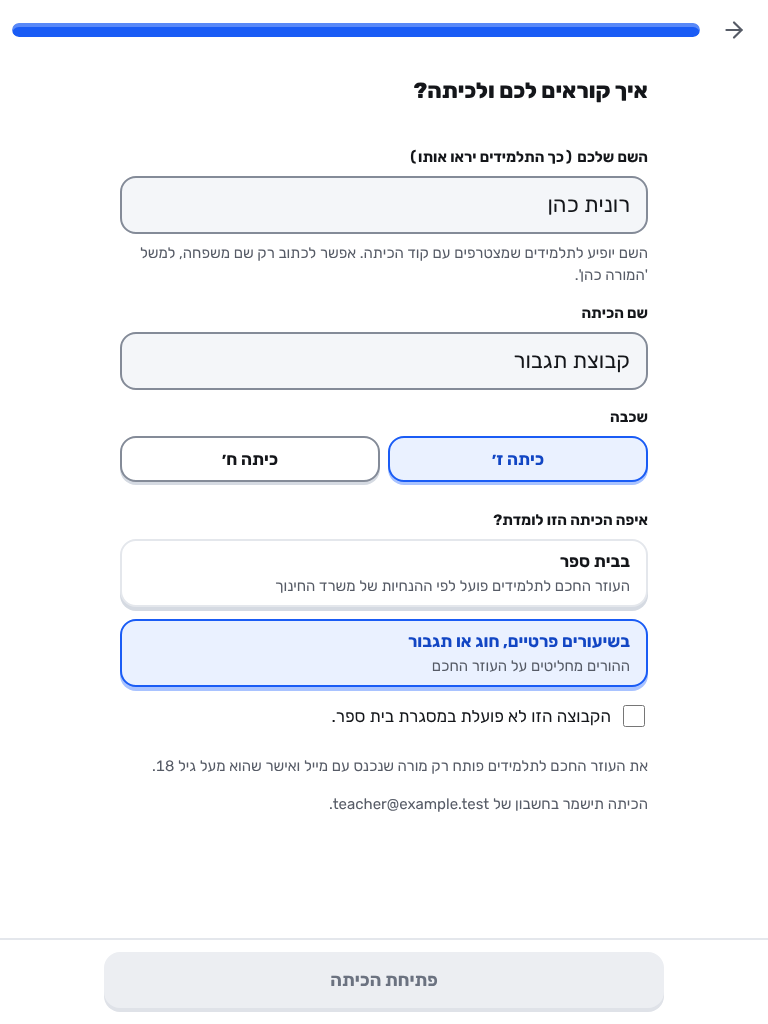 איך קוראים לכם ולכיתה?
השם שלכם (כך התלמידים יראו אותו)
רונית כהן
השם יופיע לתלמידים שמצטרפים עם קוד הכיתה. אפשר לכתוב רק שם משפחה, למשל
'המורה כהן'.
שם הכיתה
קבוצת תגבור
שכבה
כיתה ז׳
כיתה ח׳
איפה הכיתה הזו לומדת?
בבית ספר
העוזר החכם לתלמידים פועל לפי ההנחיות של משרד החינוך
בשיעורים פרטיים, חוג או תגבור
ההורים מחליטים על העוזר החכם
הקבוצה הזו לא פועלת במסגרת בית ספר.
את העוזר החכם לתלמידים פותח רק מורה שנכנס עם מייל ואישר שהוא מעל גיל 18.
הכיתה תישמר בחשבון של teacher@example.test.
פתיחת הכיתה